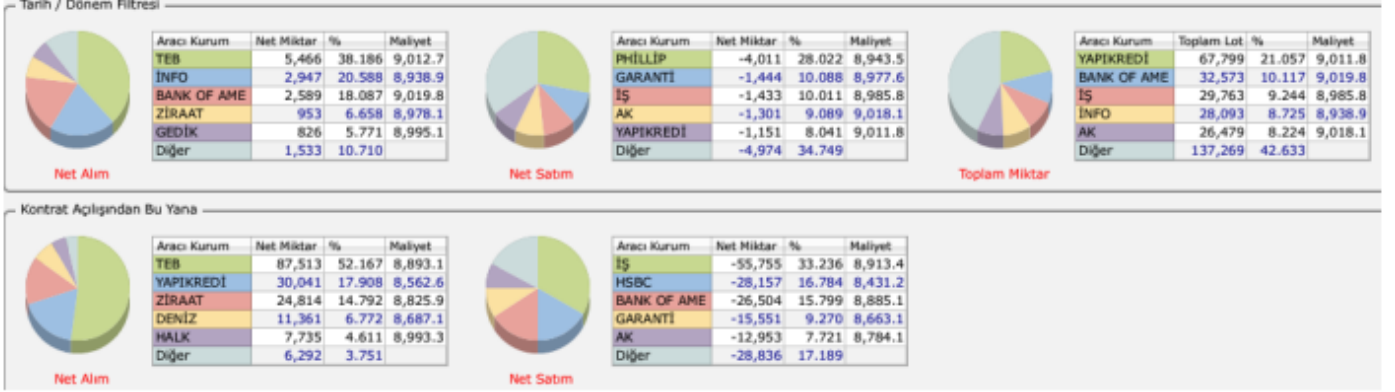 Tarih / Dönem Filtresi
Aracı Kurum Net Miktar % Maliyet
TEB 5,466 38.186 9,012.7
İNFO 2,947 20.588 8,938.9
BANK OF AME 2,589 18.087 9,019.8
ZİRAAT 953 6.658 8,978.1
GEDİK 826 5.771 8,995.1
Diğer 1,533 10.710
Net Alım
Aracı Kurum Net Miktar % Maliyet
PHİLLİP -4,011 28.022 8,943.5
GARANTİ -1,444 10.088 8,977.6
İŞ -1,433 10.011 8,985.8
AK -1,301 9.089 9,018.1
YAPIKREDİ -1,151 8.041 9,011.8
Diğer -4,974 34.749
Net Satım
Aracı Kurum Toplam Lot % Maliyet
YAPIKREDİ 67,799 21.057 9,011.8
BANK OF AME 32,573 10.117 9,019.8
İŞ 29,763 9.244 8,985.8
İNFO 28,093 8.725 8,938.9
AK 26,479 8.224 9,018.1
Diğer 137,269 42.633
Toplam Miktar
Kontrat Açılışından Bu Yana
Aracı Kurum Net Miktar % Maliyet
TEB 87,513 52.167 8,893.1
YAPIKREDİ 30,041 17.908 8,562.6
ZİRAAT 24,814 14.792 8,825.9
DENİZ 11,361 6.772 8,687.1
HALK 7,735 4.611 8,993.3
Diğer 6,292 3.751
Net Alım
Aracı Kurum Net Miktar % Maliyet
İŞ -55,755 33.236 8,913.4
HSBC -28,157 16.784 8,431.2
BANK OF AME -26,504 15.799 8,885.1
GARANTİ -15,551 9.270 8,663.1
AK -12,953 7.721 8,784.1
Diğer -28,836 17.189
Net Satım